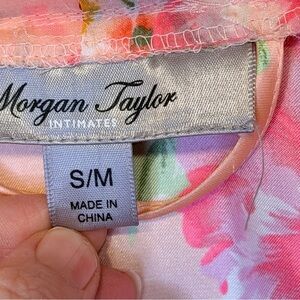 Morgan Taylor
INTIMATES
S/M
MADE IN
CHINA